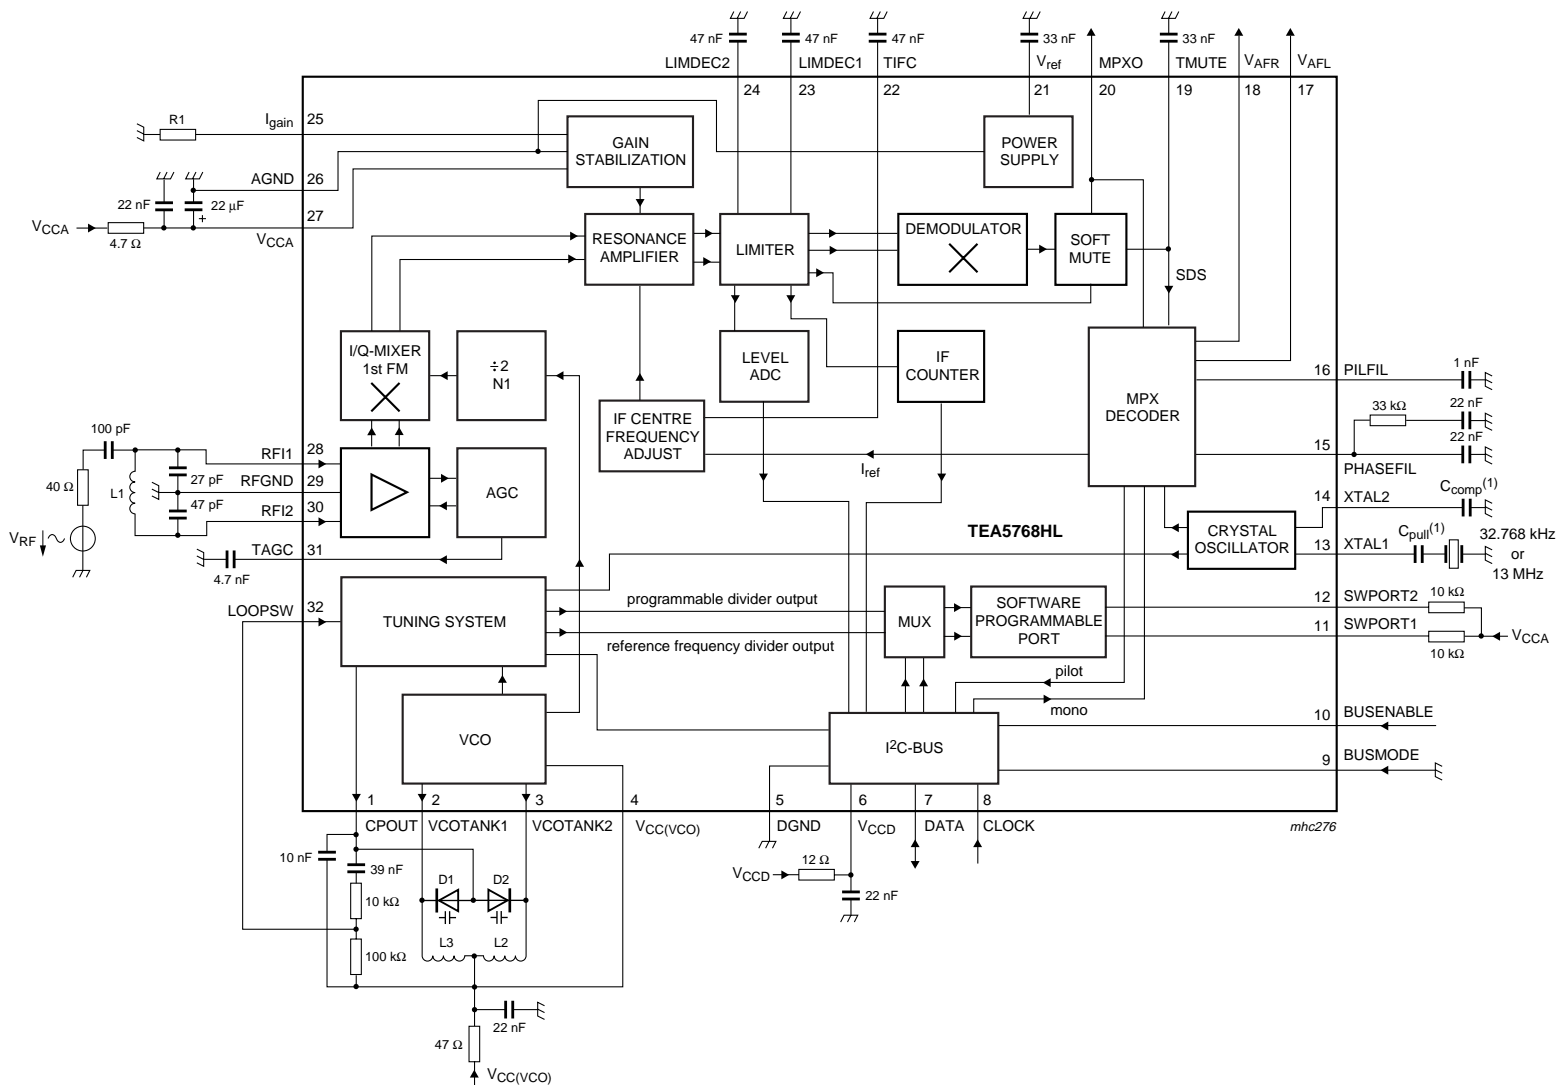 47 nF
47 nF
47 nF
33 nF
33 nF
LIMDEC2
LIMDEC1
TIFC
Vref
MPXO
TMUTE
VAFR
VAFL
24
23
22
21
20
19
18
17
R1
Igain
25
GAIN
STABILIZATION
POWER
SUPPLY
AGND
26
22 nF
22 μF
+
27
VCCA
4.7 Ω
VCCA
RESONANCE
AMPLIFIER
LIMITER
DEMODULATOR
SOFT
MUTE
SDS
I/Q-MIXER
1st FM
÷2
N1
LEVEL
ADC
IF
COUNTER
MPX
DECODER
16
PILFIL
1 nF
33 kΩ
22 nF
22 nF
15
PHASEFIL
IF CENTRE
FREQUENCY
ADJUST
Iref
100 pF
28
RFI1
27 pF
RFGND
29
40 Ω
L1
47 pF
30
RFI2
VRF
AGC
TAGC
31
4.7 nF
14
XTAL2
Ccomp(1)
TEA5768HL
CRYSTAL
OSCILLATOR
13
XTAL1
Cpull(1)
32.768 kHz
or
13 MHz
LOOPSW
32
TUNING SYSTEM
programmable divider output
reference frequency divider output
MUX
SOFTWARE
PROGRAMMABLE
PORT
12
SWPORT2
10 kΩ
11
SWPORT1
10 kΩ
VCCA
pilot
mono
VCO
I2C-BUS
10
BUSENABLE
9
BUSMODE
1
2
3
4
5
6
7
8
CPOUT
VCOTANK1
VCOTANK2
VCC(VCO)
DGND
VCCD
DATA
CLOCK
mhc276
10 nF
39 nF
D1
D2
10 kΩ
L3
L2
100 kΩ
VCCD
12 Ω
22 nF
22 nF
47 Ω
VCC(VCO)